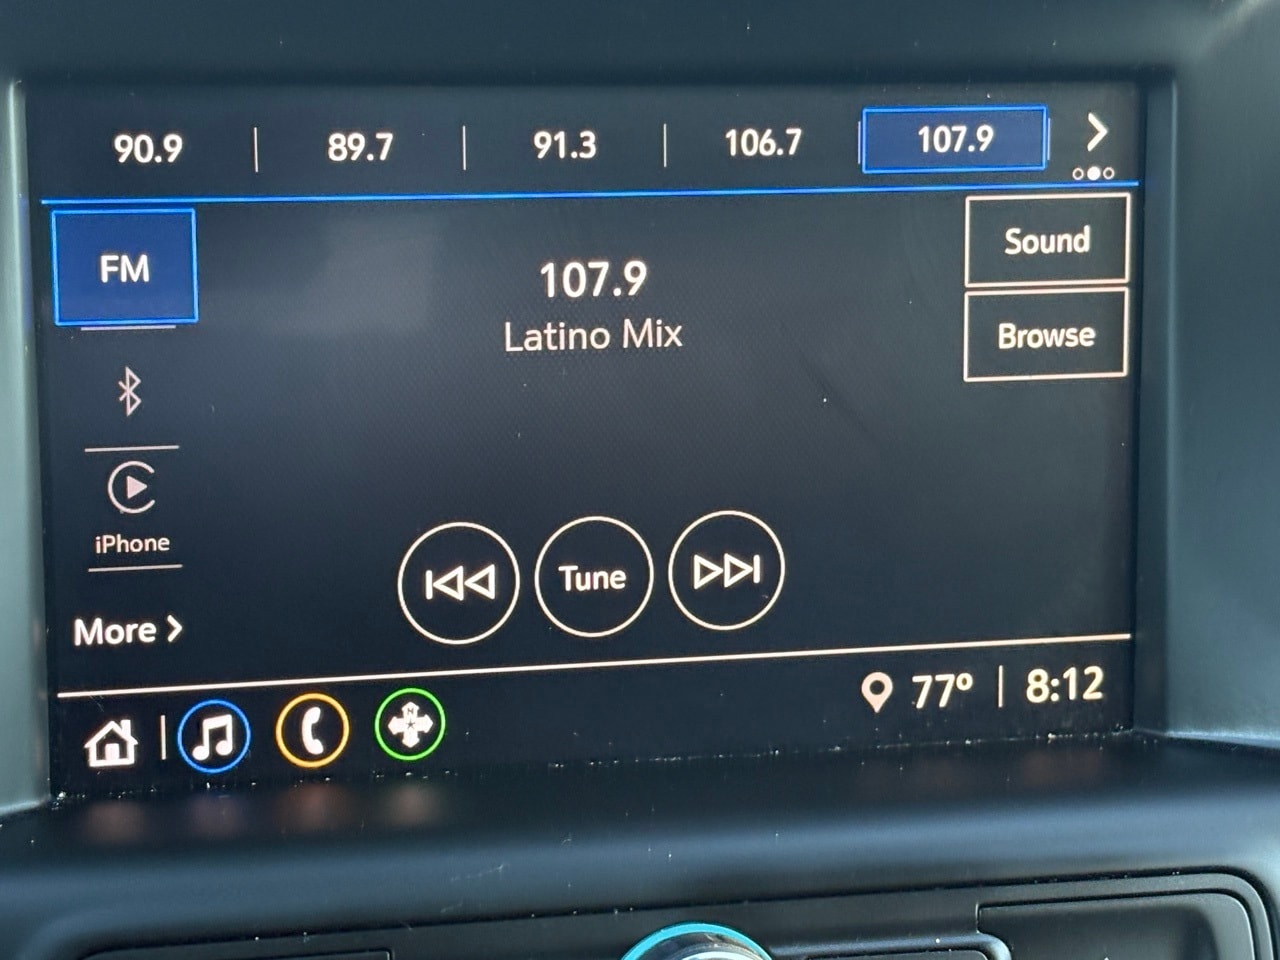 90.9 89.7 91.3 106.7 107.9
FM
107.9
Latino Mix
Sound
Browse
iPhone
Tune
More
77° 8:12
N